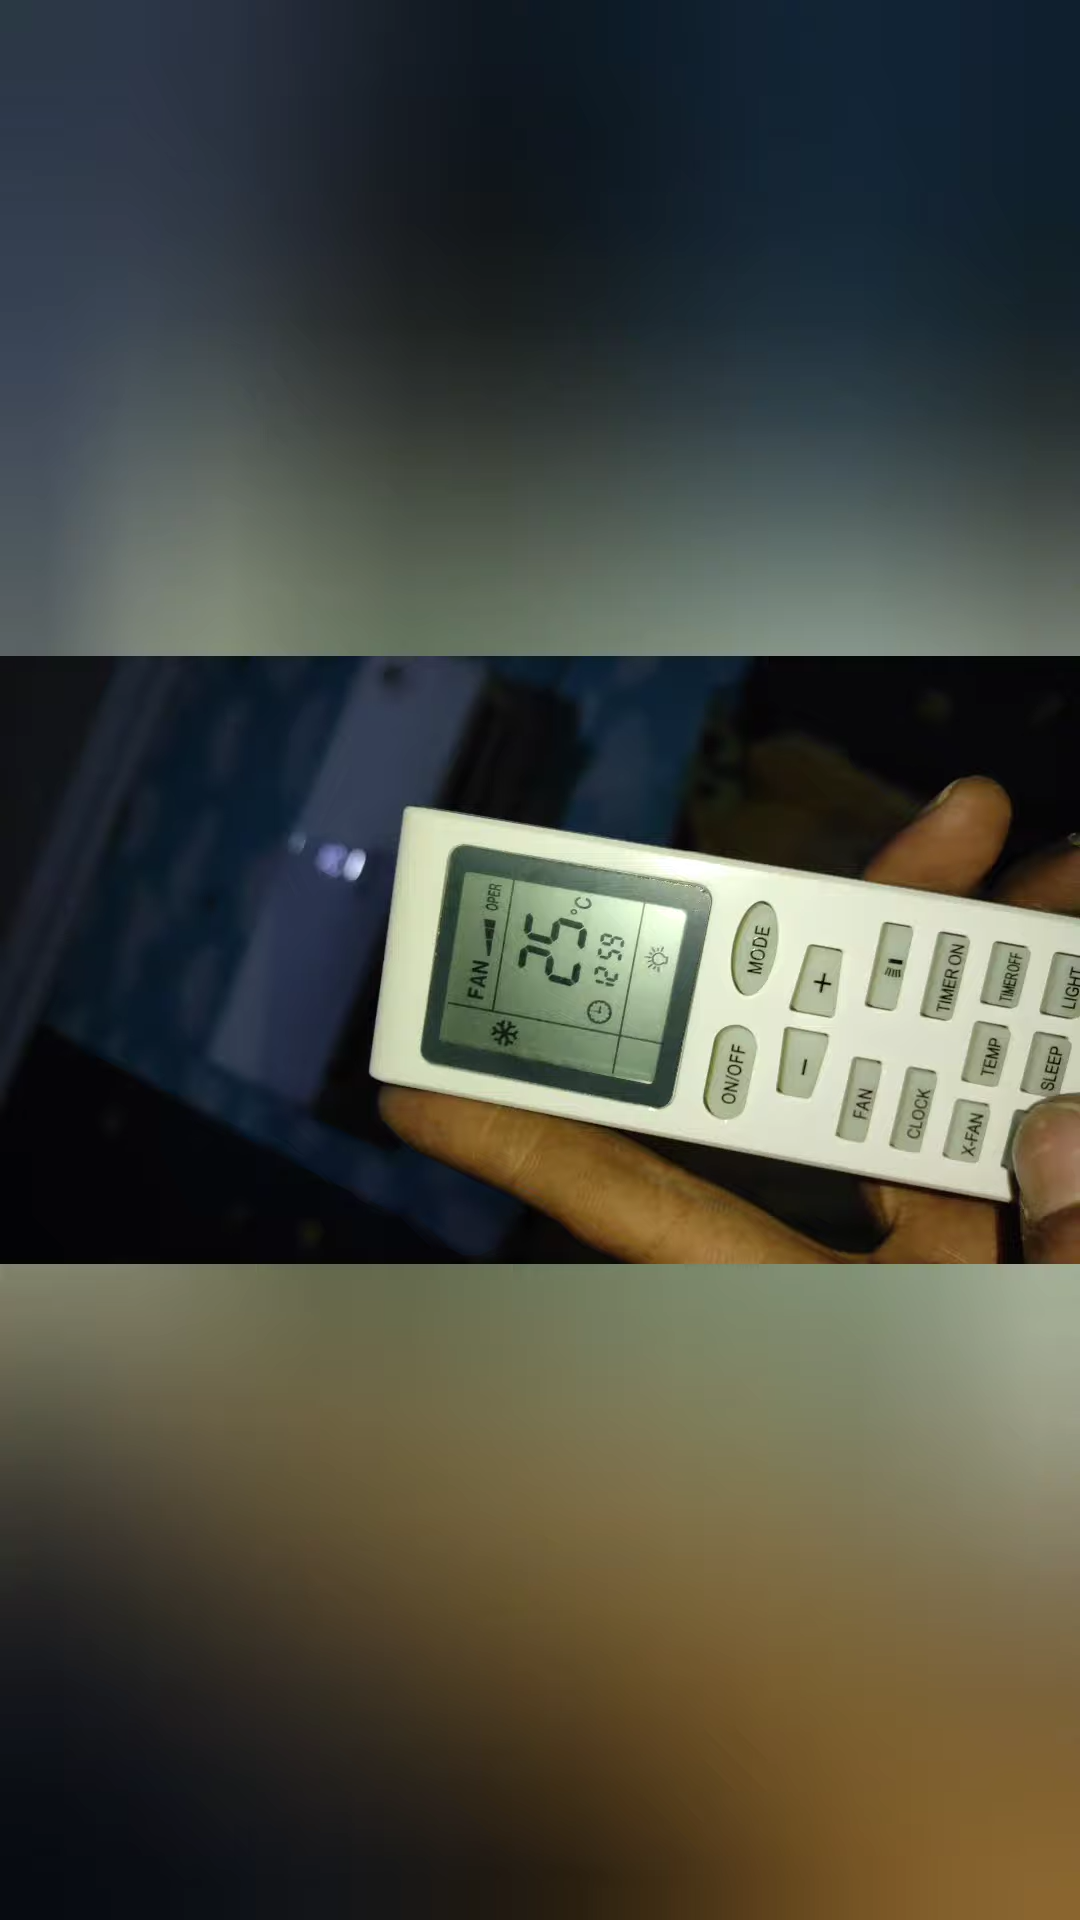 FAN OPER
25°C
12:59
ON/OFF MODE
- +
FAN
CLOCK TIMER ON
X-FAN TEMP TIMER OFF
SLEEP LIGHT